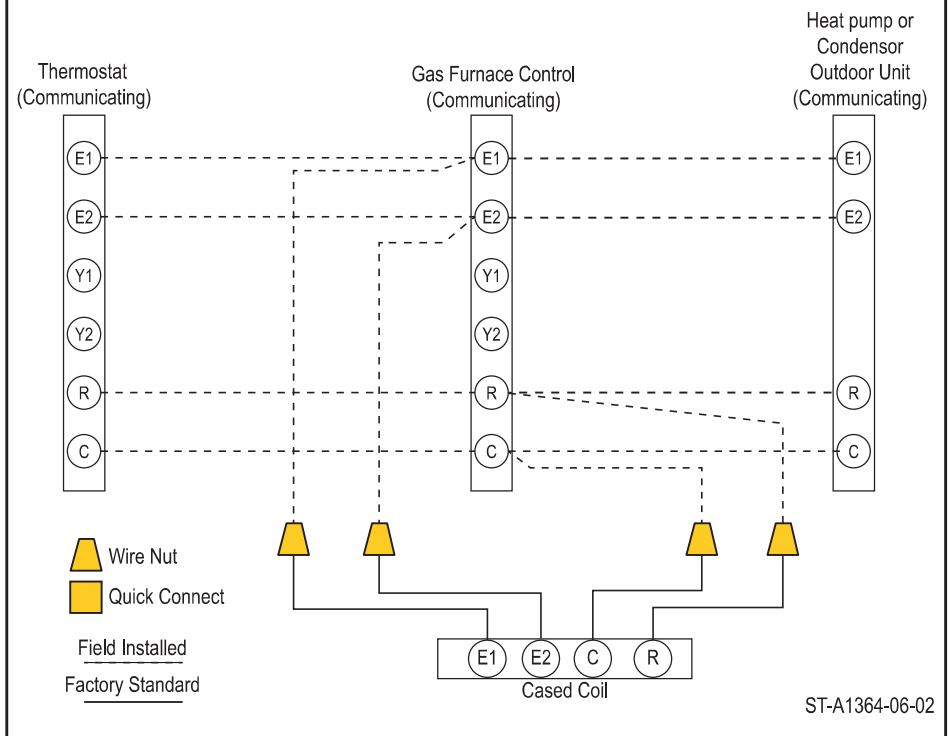 Heat pump or
Condensor
Outdoor Unit
(Communicating)
Thermostat
(Communicating)
Gas Furnace Control
(Communicating)
E1
E2
Y1
Y2
R
C
E1
E2
Y1
Y2
R
C
E1
E2
R
C
Wire Nut
Quick Connect
Field Installed
Factory Standard
E1 E2 C R
Cased Coil
ST-A1364-06-02